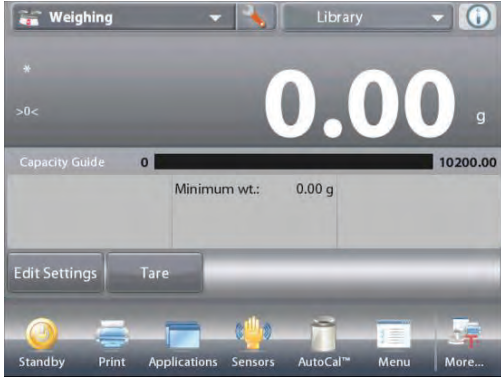 Weighing Library
*
>0<
0.00 g
Capacity Guide 0 10200.00
Minimum wt.: 0.00 g
Edit Settings Tare
Standby Print Applications Sensors AutoCal™ Menu More...